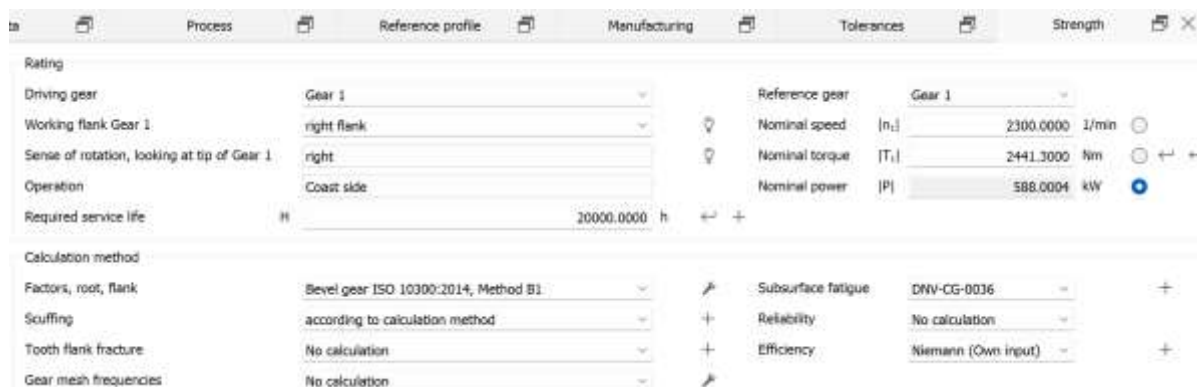 ta Process Reference profile Manufacturing Tolerances Strength
Rating
Driving gear Gear 1 Reference gear Gear 1
Working flank Gear 1 right flank Nominal speed |n₁| 2300.0000 1/min
Sense of rotation, looking at tip of Gear 1 right Nominal torque |T₁| 2441.3000 Nm
Operation Coast side Nominal power |P| 588.0004 kW
Required service life H 20000.0000 h
Calculation method
Factors, root, flank Bevel gear ISO 10300:2014, Method B1 Subsurface fatigue DNV-CG-0036
Scuffing according to calculation method Reliability No calculation
Tooth flank fracture No calculation Efficiency Niemann (Own input)
Gear mesh frequencies No calculation